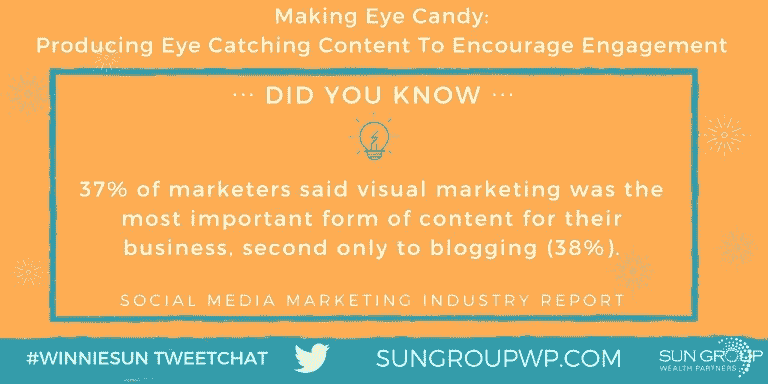 Making Eye Candy:
Producing Eye Catching Content To Encourage Engagement
... DID YOU KNOW ...
37% of marketers said visual marketing was the
most important form of content for their
business, second only to blogging (38%).
SOCIAL MEDIA MARKETING INDUSTRY REPORT
#WINNIESUN TWEETCHAT
SUNGROUPWP.COM
SUN GROUP
WEALTH PARTNERS